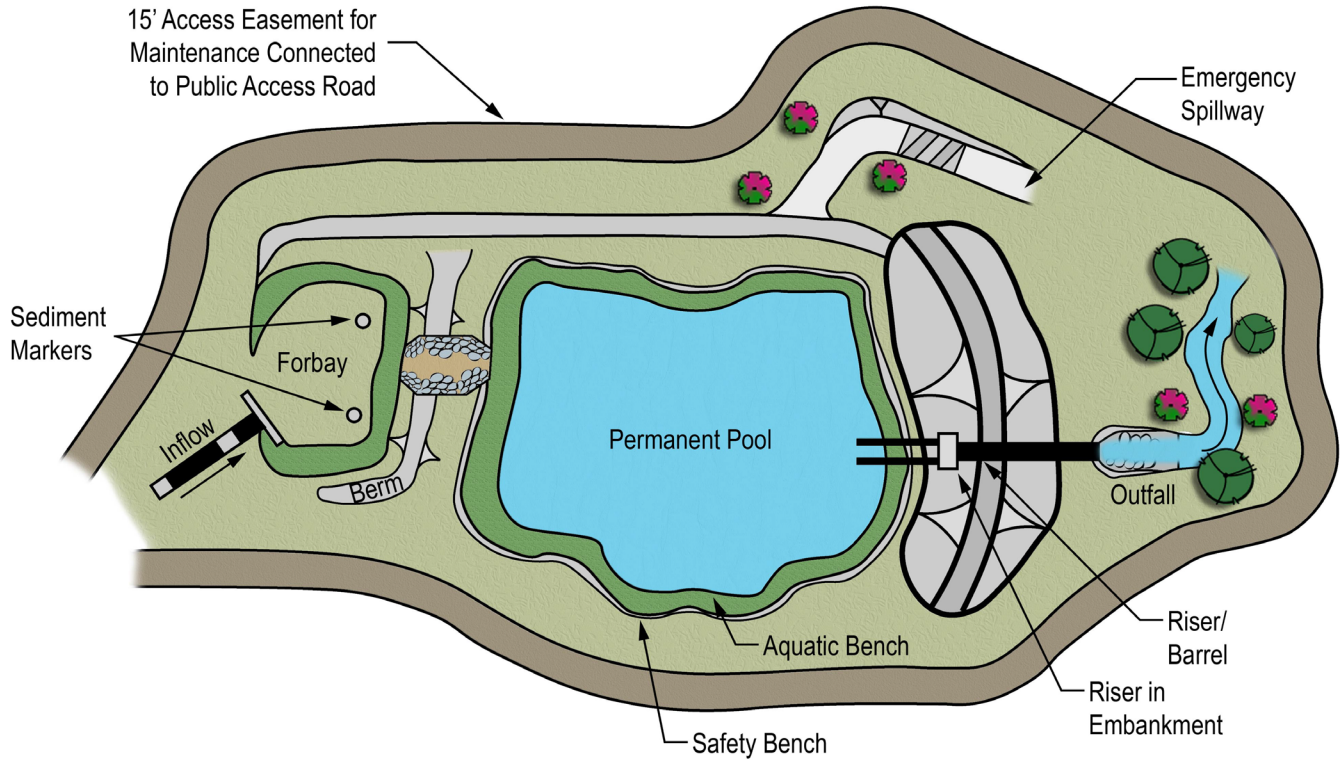 15’ Access Easement for
Maintenance Connected
to Public Access Road
Emergency
Spillway
Sediment
Markers
Forbay
Inflow
Berm
Permanent Pool
Outfall
Aquatic Bench
Safety Bench
Riser/
Barrel
Riser in
Embankment